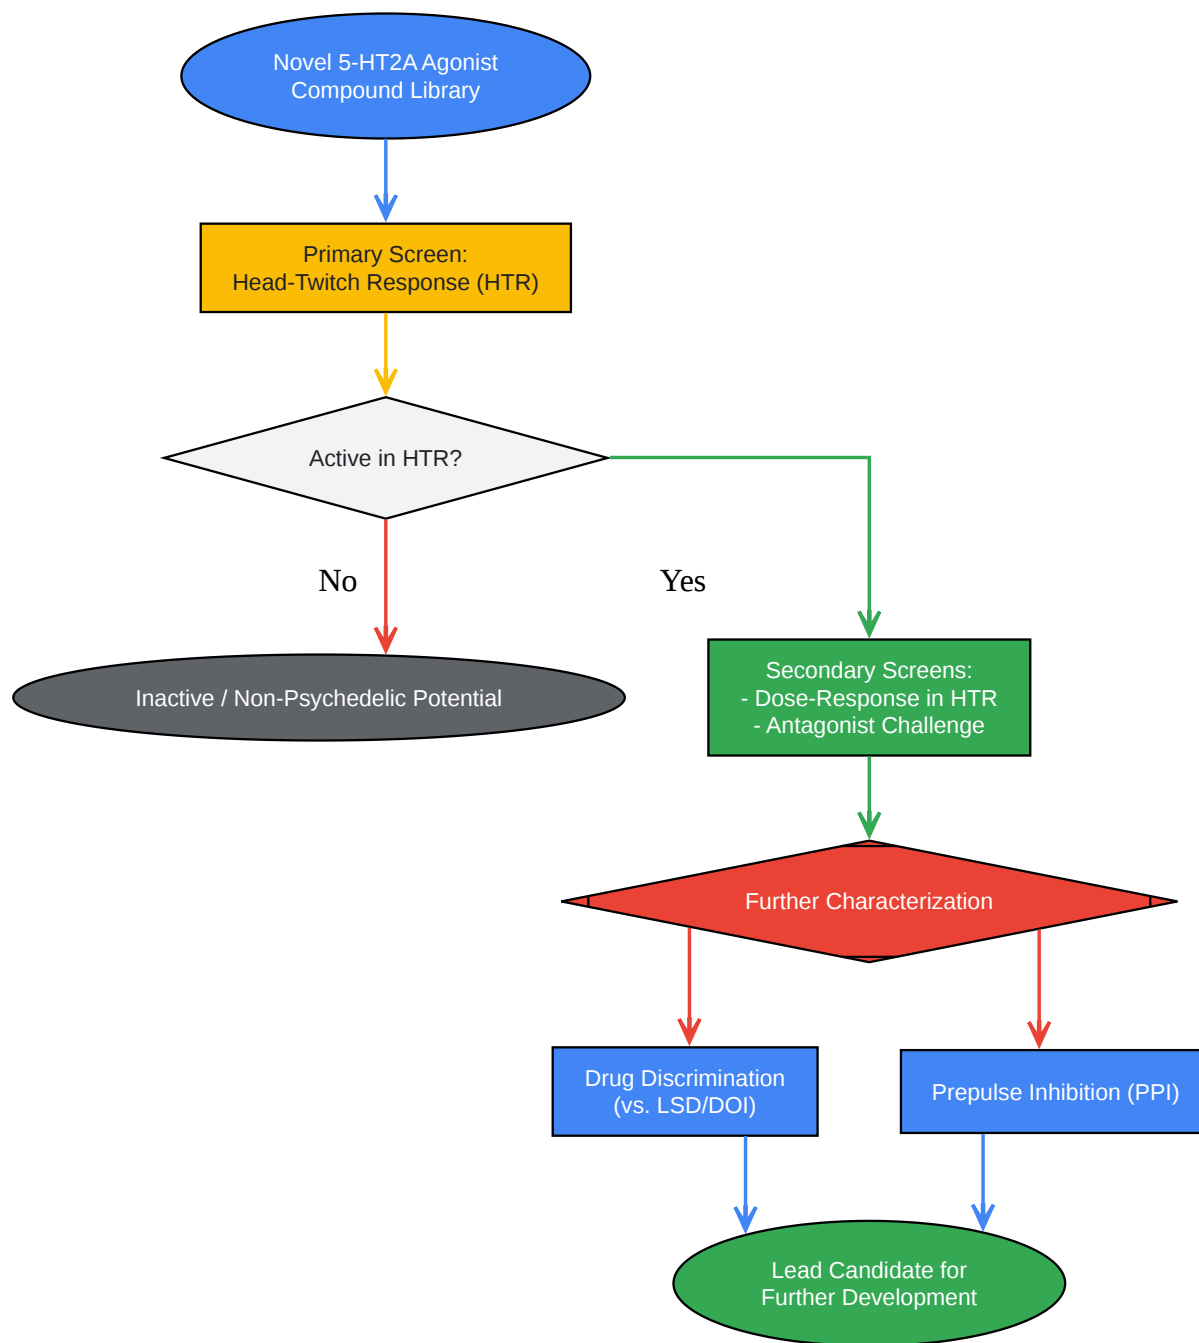 Novel 5-HT2A Agonist
Compound Library
Primary Screen:
Head-Twitch Response (HTR)
Active in HTR?
No
Yes
Inactive / Non-Psychedelic Potential
Secondary Screens:
- Dose-Response in HTR
- Antagonist Challenge
Further Characterization
Drug Discrimination
(vs. LSD/DOI)
Prepulse Inhibition (PPI)
Lead Candidate for
Further Development